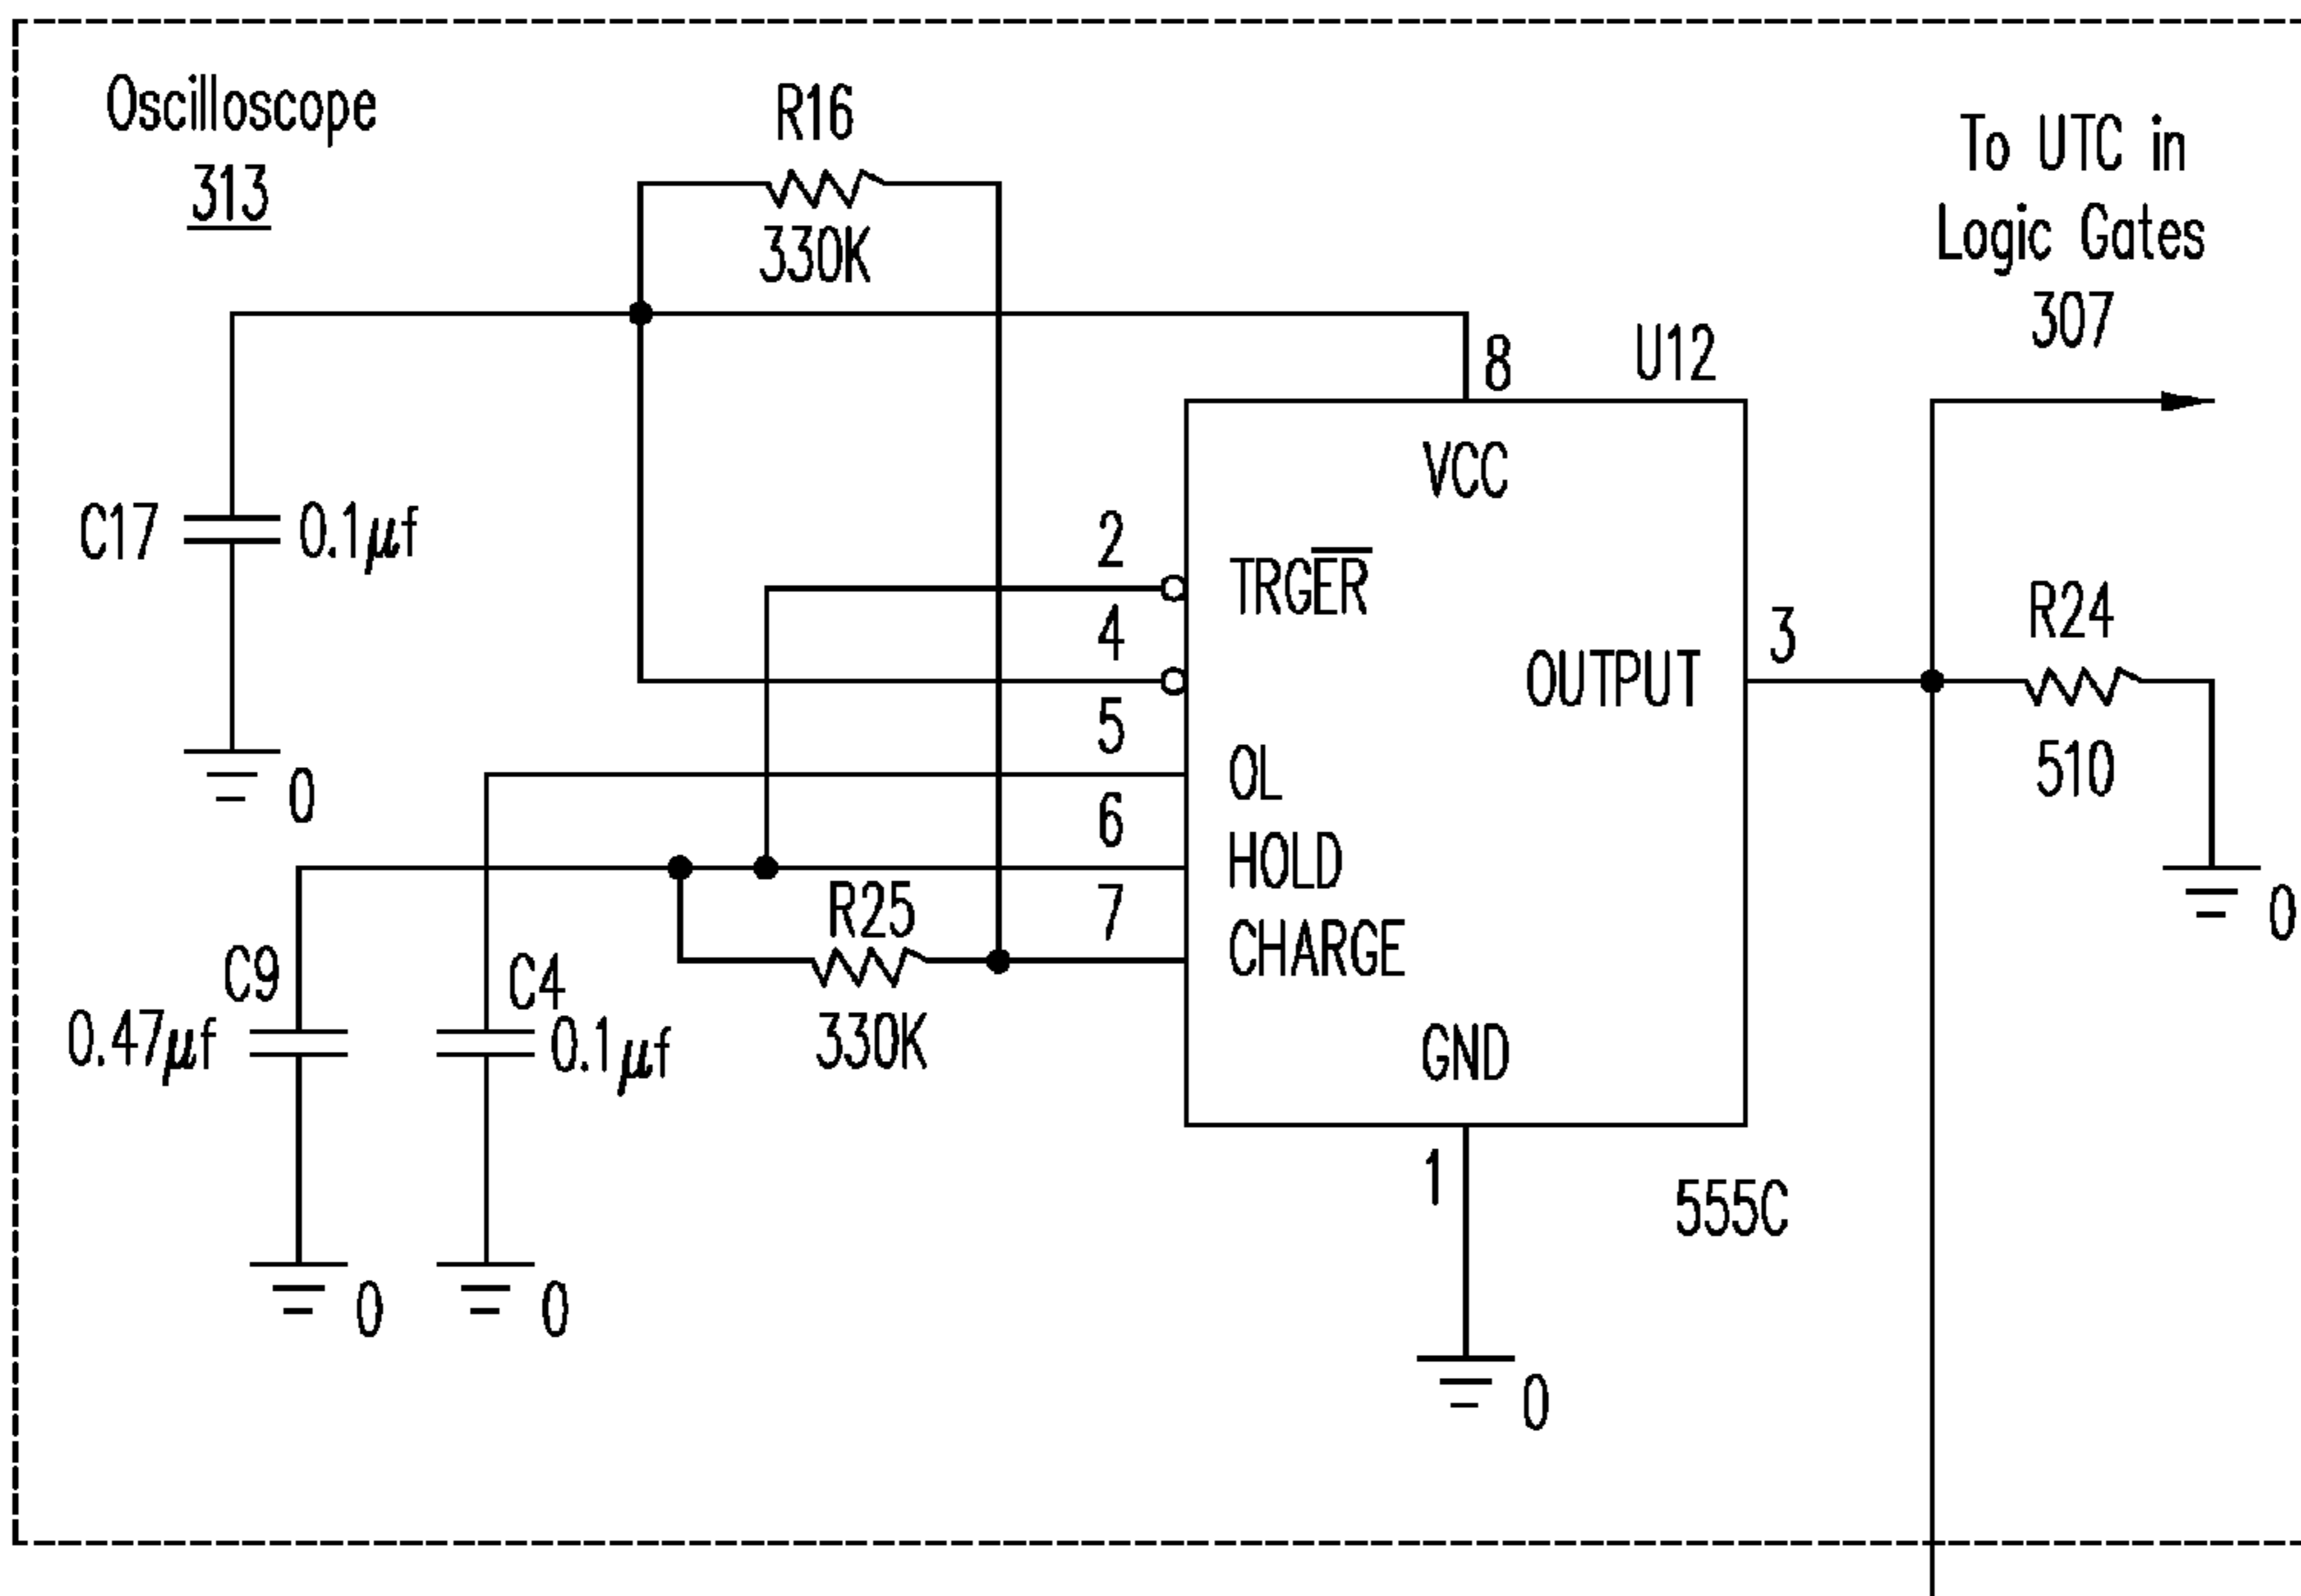 Oscilloscope
313
R16
330K
To UTC in
Logic Gates
307
U12
8
VCC
C17
0.1μf
2
TRGER
4
R24
3
OUTPUT
510
5
OL
0
6
HOLD
R25
7
CHARGE
0
C9
0.47μf
C4
0.1μf
330K
GND
1
555C
0
0
0